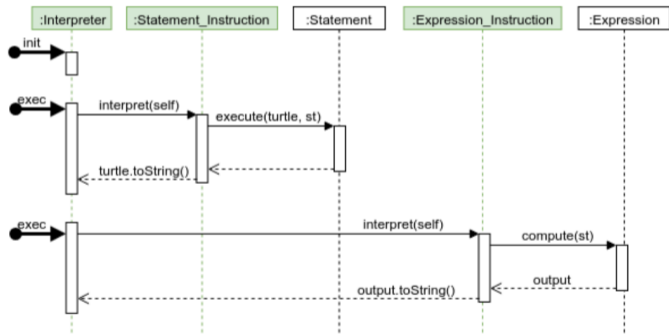 :Interpreter :Statement_Instruction :Statement :Expression_Instruction :Expression
init
exec
interpret(self)
execute(turtle, st)
turtle.toString()
exec
interpret(self)
compute(st)
output
output.toString()